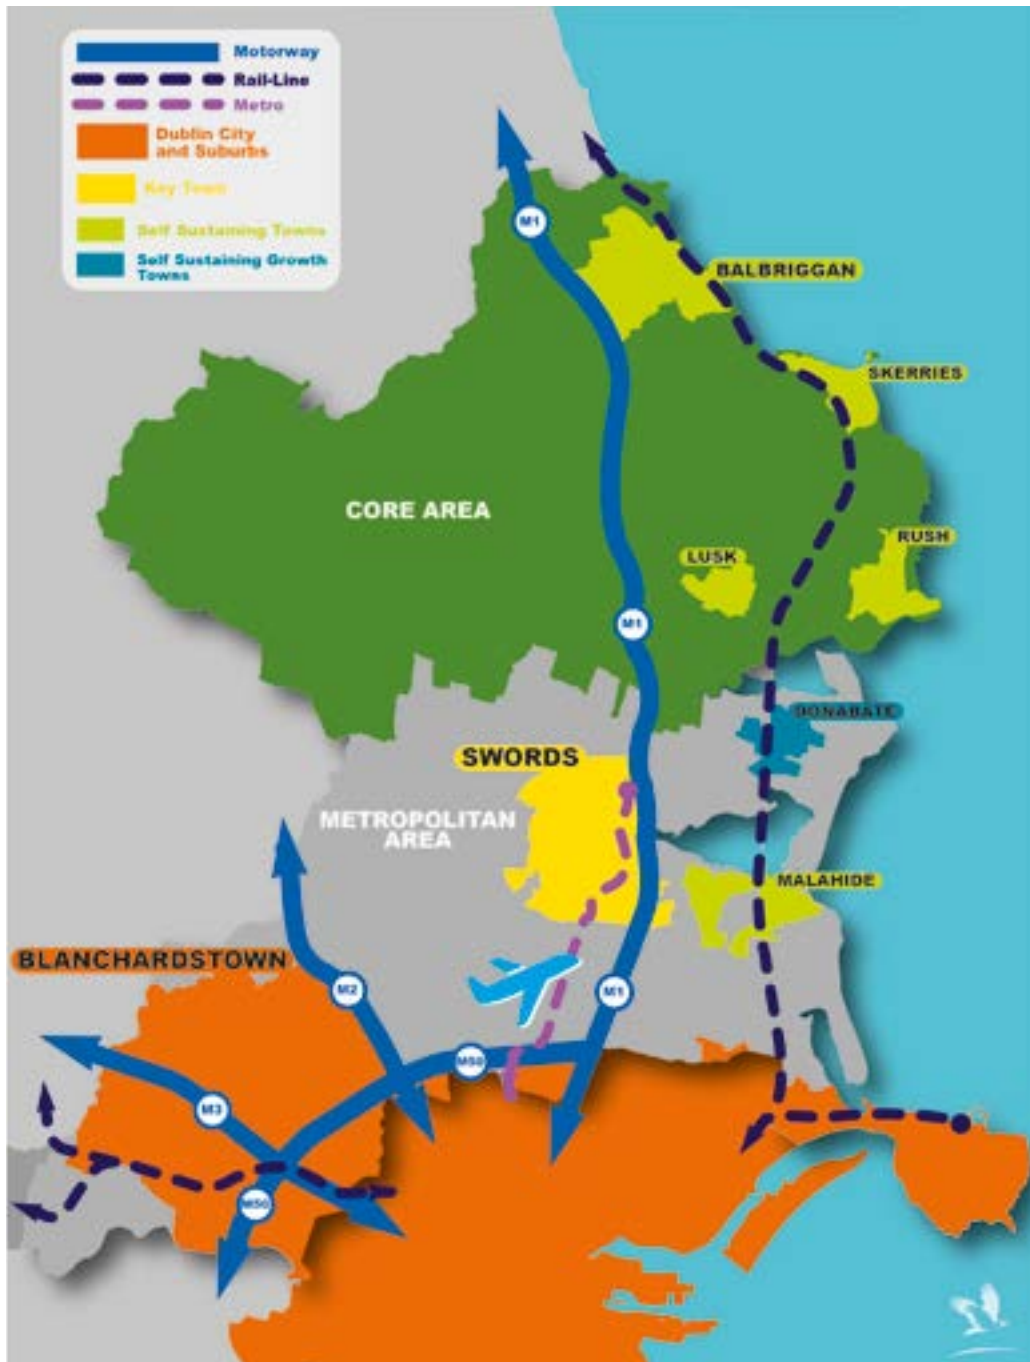 Motorway
Rail-Line
Metro
Dublin City
and Suburbs
Key Town
Self Sustaining Towns
Self Sustaining Growth
Towns
M1
BALBRIGGAN
SKERRIES
CORE AREA
RUSH
LUSK
M1
DONABATE
SWORDS
METROPOLITAN
AREA
MALAHIDE
BLANCHARDSTOWN
M2
M1
M50
M3
M50